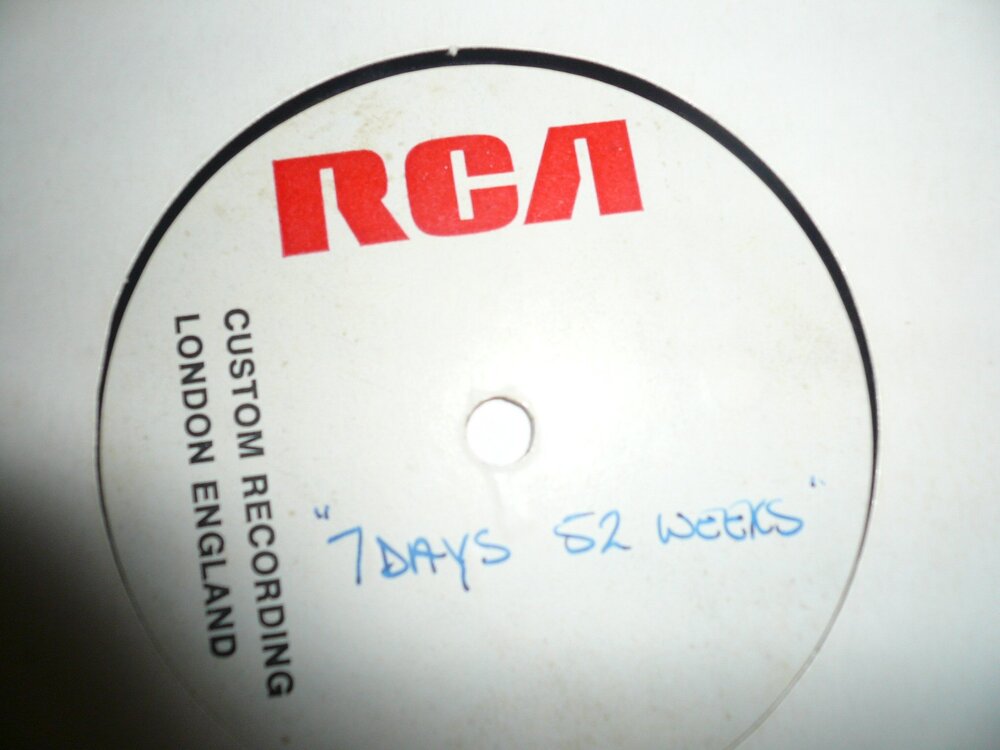 RCA
CUSTOM RECORDING
LONDON ENGLAND
"7 DAYS 52 WEEKS"